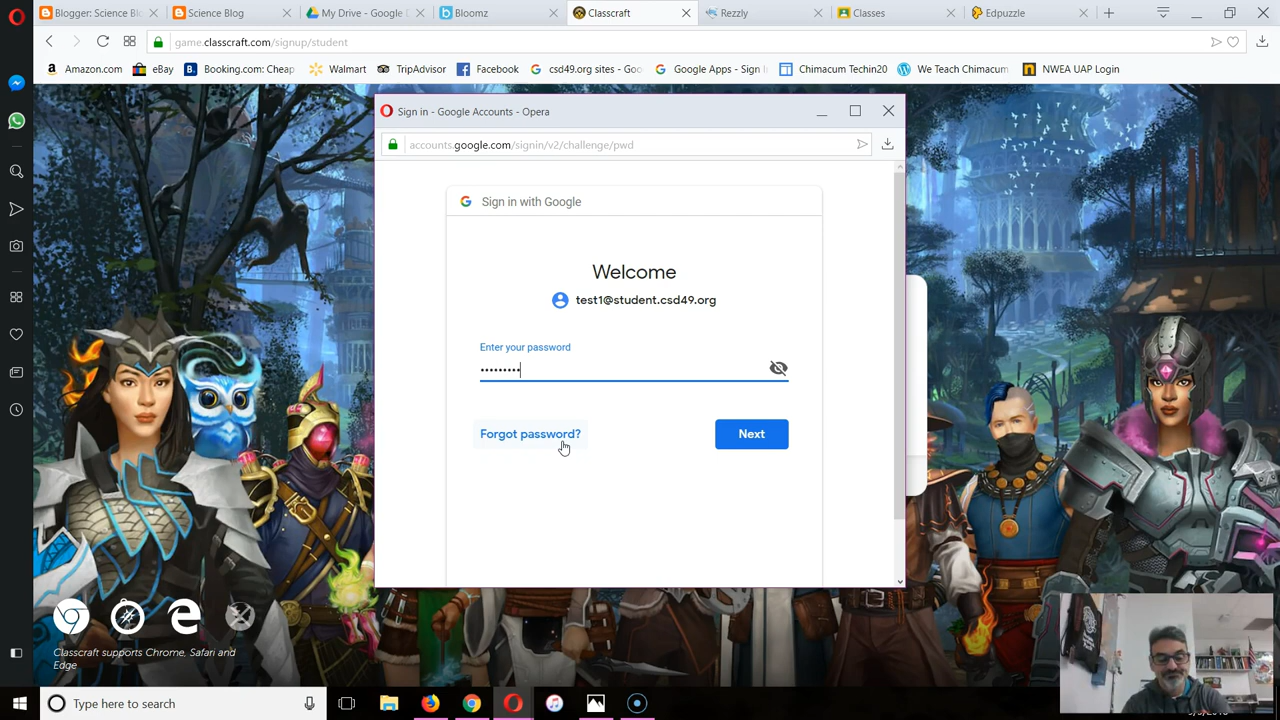 Blogger: Science Blo
Science Blog
My Drive - Google D
Bloomz
Classcraft
Rezzly
Classes
Edpuzzle
game.classcraft.com/signup/student
Amazon.com
eBay
Booking.com: Cheap
Walmart
TripAdvisor
Facebook
csd49.org sites - Goo
Google Apps - Sign I
Chimacum Techin20
We Teach Chimacum
NWEA UAP Login
Sign in - Google Accounts - Opera
accounts.google.com/signin/v2/challenge/pwd
Sign in with Google
Welcome
test1@student.csd49.org
Enter your password
•••••••••
Forgot password?
Next
Classcraft supports Chrome, Safari and
Edge
Type here to search